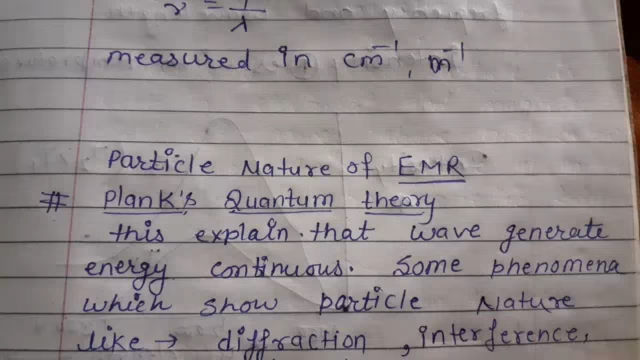 ν = 1/λ
measured in cm⁻¹, m⁻¹
Particle Nature of EMR
# Plank's Quantum theory
this explain that wave generate
energy continuous. Some phenomena
which show particle Nature
like → diffraction, interference,